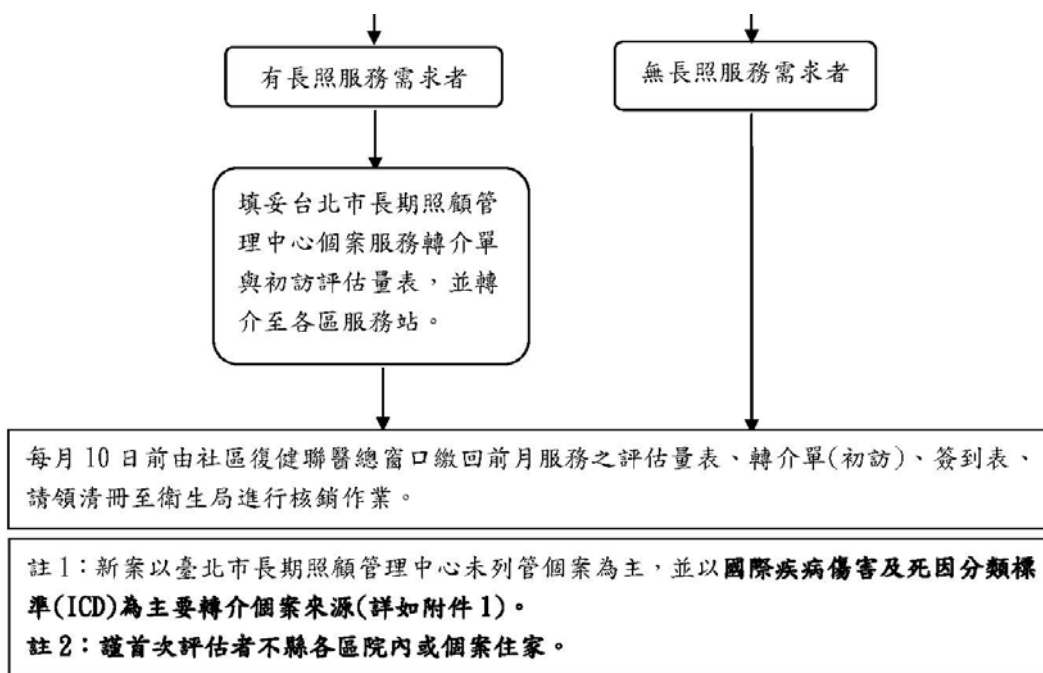 有長照服務需求者
無長照服務需求者
填妥台北市長期照顧管
理中心個案服務轉介單
與初訪評估量表，並轉
介至各區服務站。
每月 10 日前由社區復健聯醫總窗口繳回前月服務之評估量表、轉介單(初訪)、簽到表、
請領清冊至衛生局進行核銷作業。
註 1：新案以臺北市長期照顧管理中心未列管個案為主，並以國際疾病傷害及死因分類標
準(ICD)為主要轉介個案來源(詳如附件 1)。
註 2：謹首次評估者不縣各區院內或個案住家。